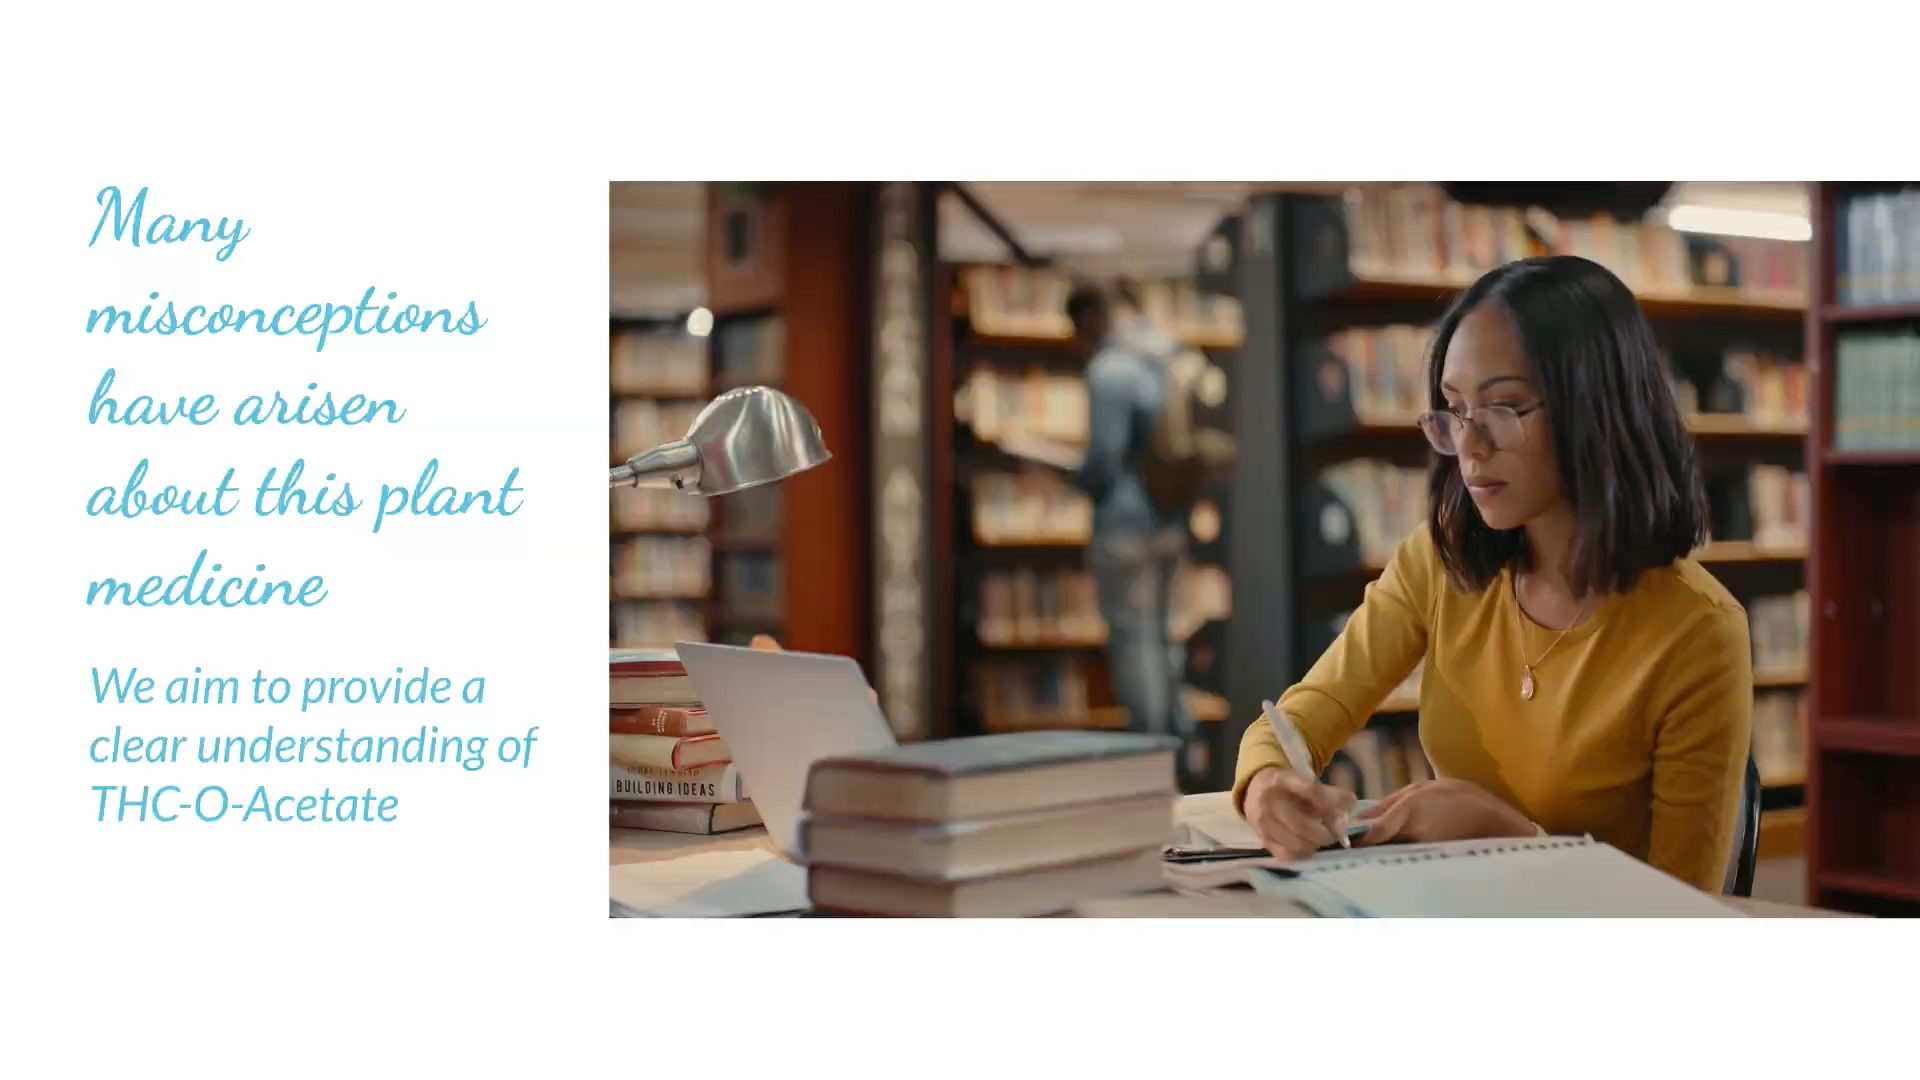 Many
misconceptions
have arisen
about this plant
medicine
We aim to provide a
clear understanding of
THC-O-Acetate
BUILDING IDEAS